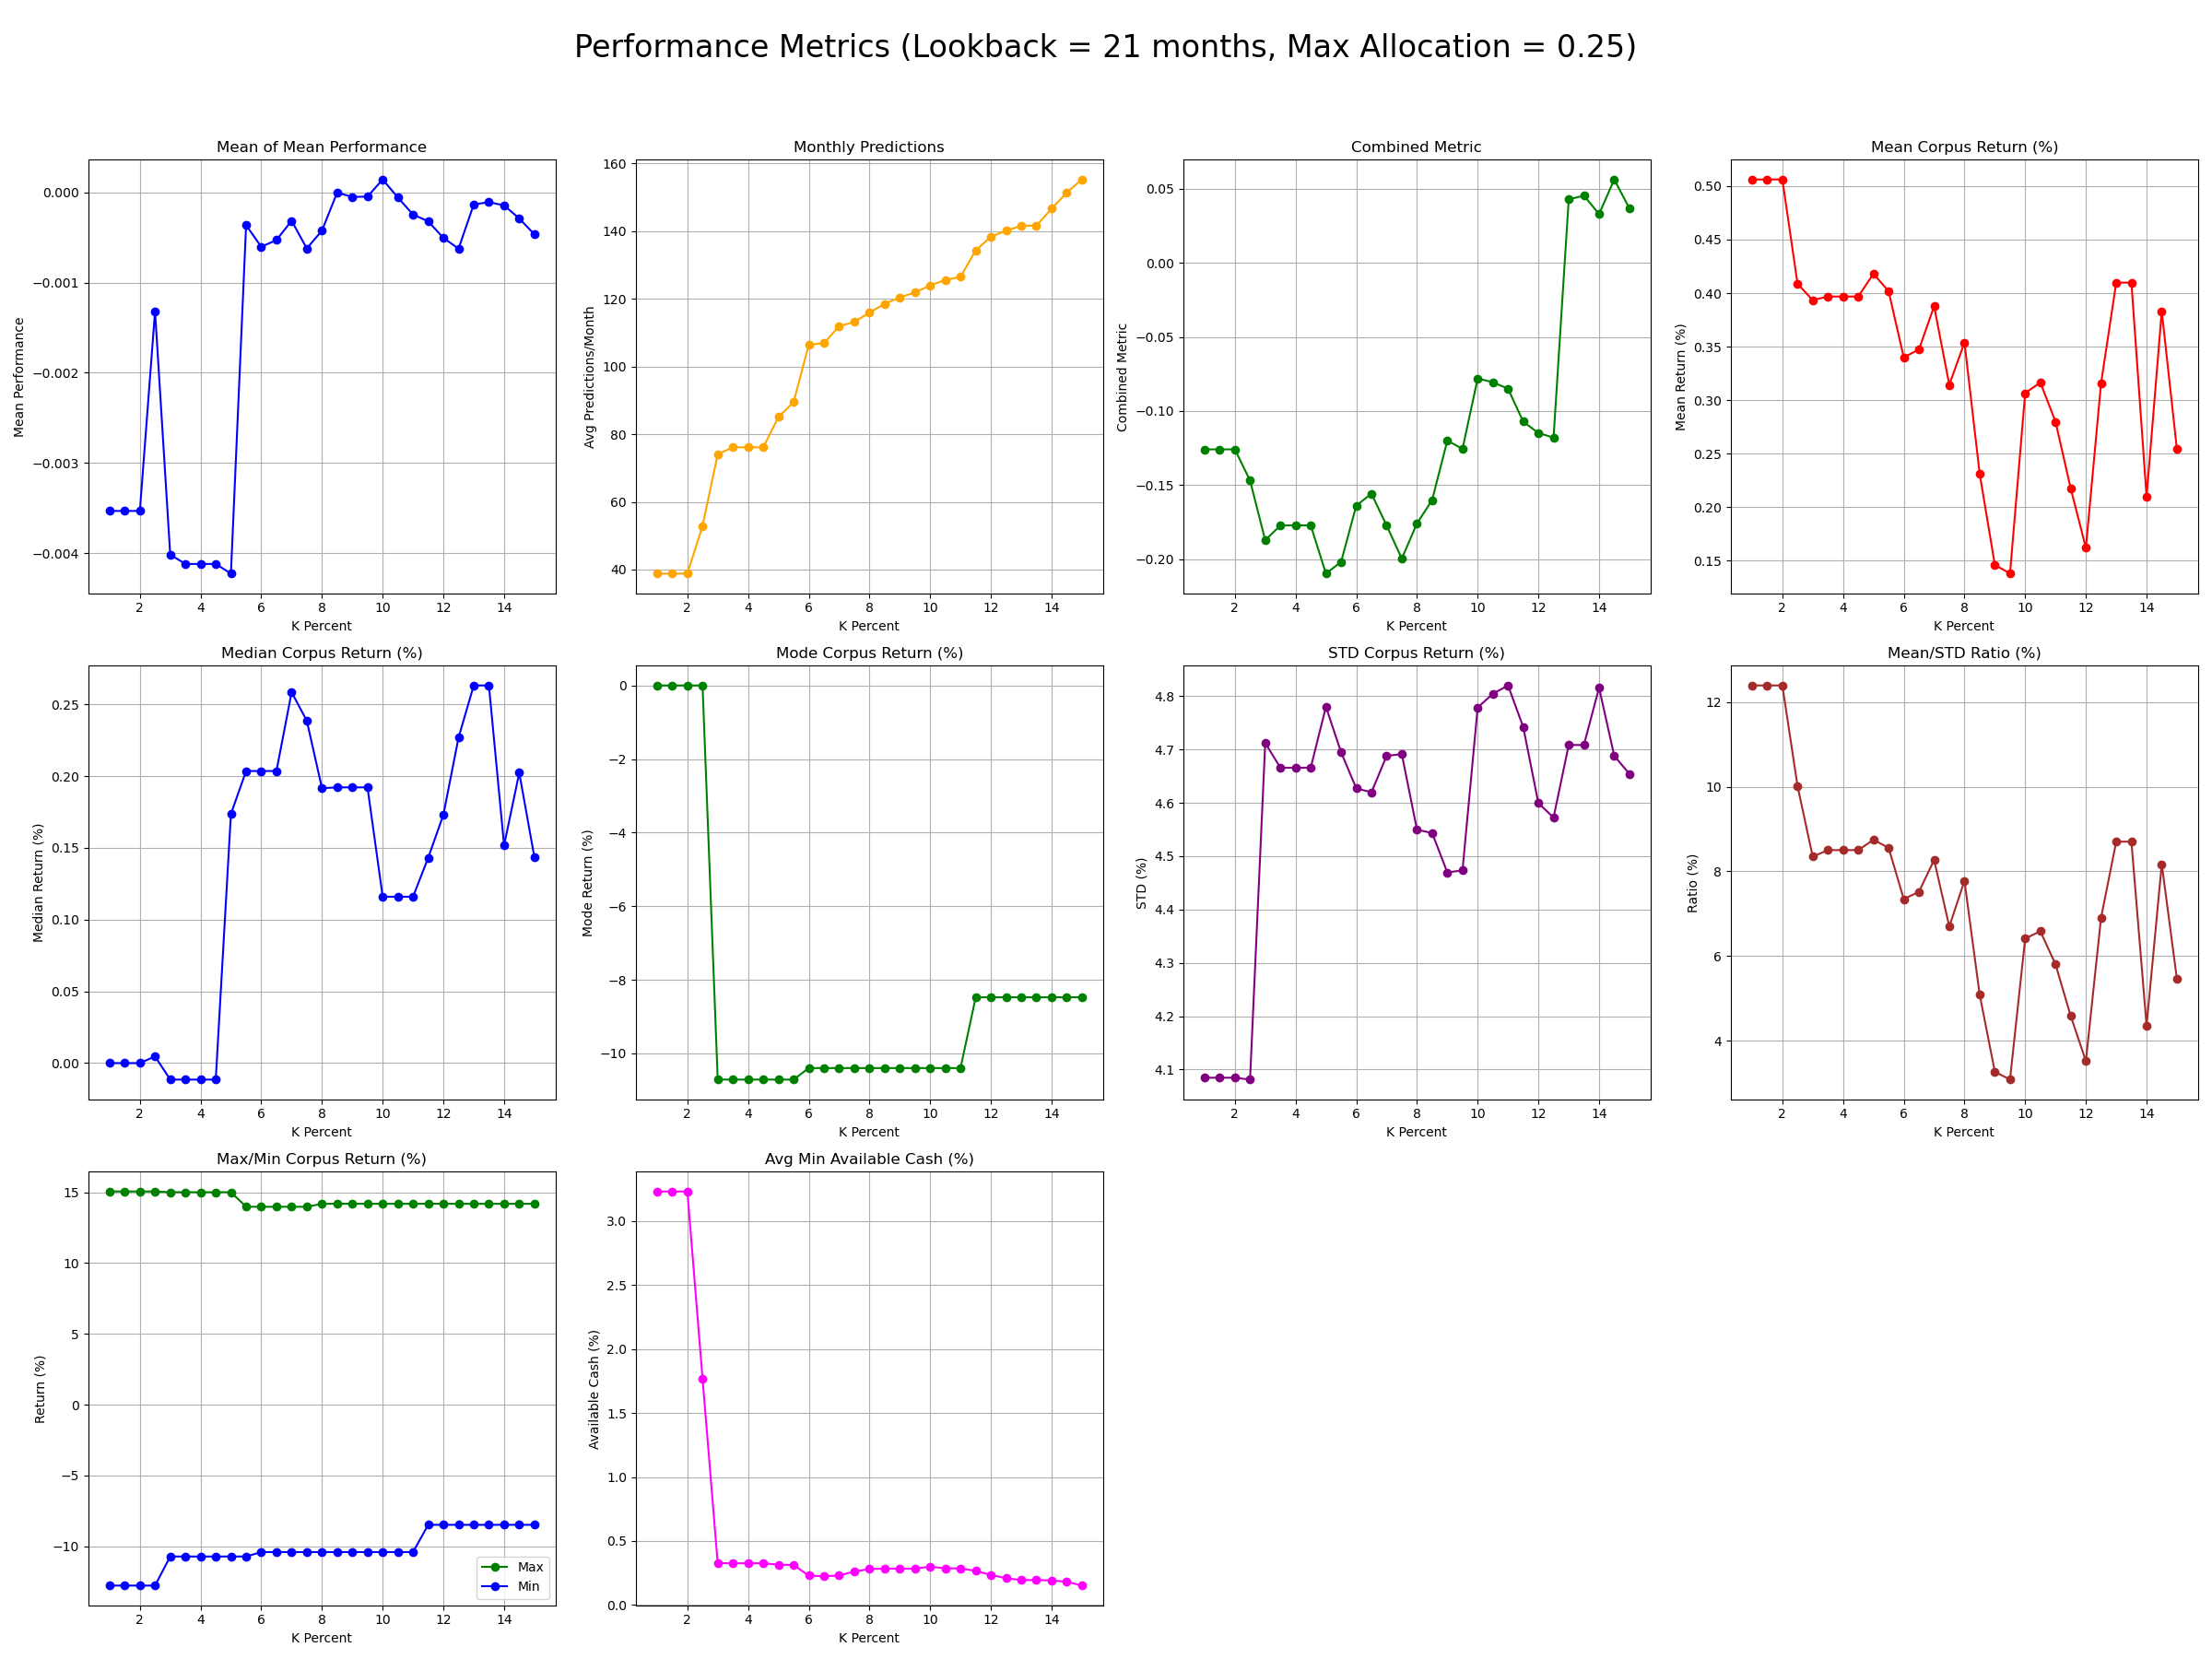 Performance Metrics (Lookback = 21 months, Max Allocation = 0.25)
Mean of Mean Performance
Mean Performance
0.000
−0.001
−0.002
−0.003
−0.004
2 4 6 8 10 12 14
K Percent
Monthly Predictions
Avg Predictions/Month
160
140
120
100
80
60
40
2 4 6 8 10 12 14
K Percent
Combined Metric
Combined Metric
0.05
0.00
−0.05
−0.10
−0.15
−0.20
2 4 6 8 10 12 14
K Percent
Mean Corpus Return (%)
Mean Return (%)
0.50
0.45
0.40
0.35
0.30
0.25
0.20
0.15
2 4 6 8 10 12 14
K Percent
Median Corpus Return (%)
Median Return (%)
0.25
0.20
0.15
0.10
0.05
0.00
2 4 6 8 10 12 14
K Percent
Mode Corpus Return (%)
Mode Return (%)
0
−2
−4
−6
−8
−10
2 4 6 8 10 12 14
K Percent
STD Corpus Return (%)
STD (%)
4.8
4.7
4.6
4.5
4.4
4.3
4.2
4.1
2 4 6 8 10 12 14
K Percent
Mean/STD Ratio (%)
Ratio (%)
12
10
8
6
4
2 4 6 8 10 12 14
K Percent
Max/Min Corpus Return (%)
Return (%)
15
10
5
0
−5
−10
Max
Min
2 4 6 8 10 12 14
K Percent
Avg Min Available Cash (%)
Available Cash (%)
3.0
2.5
2.0
1.5
1.0
0.5
0.0
2 4 6 8 10 12 14
K Percent